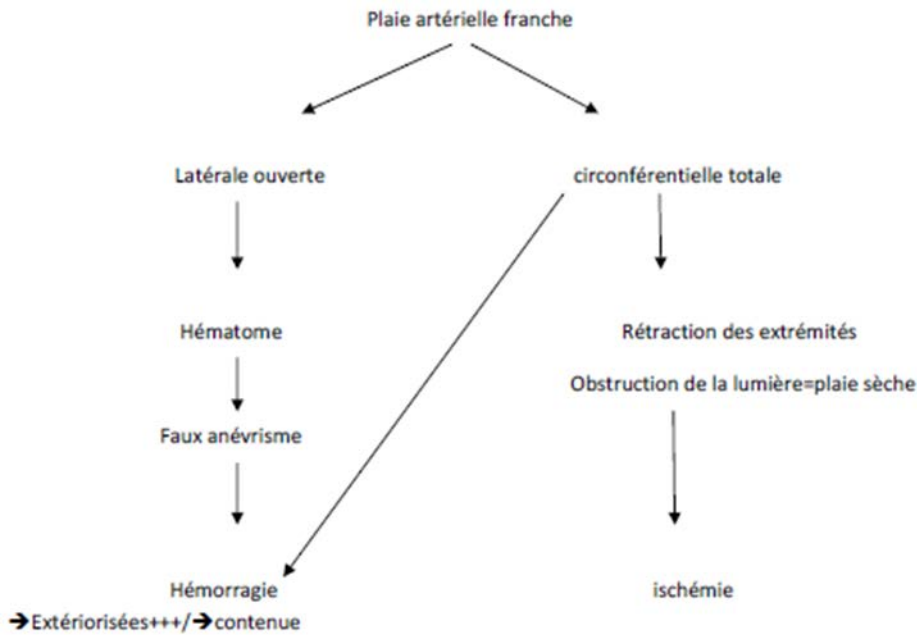 Plaie artérielle franche
Latérale ouverte
circonférentielle totale
Hématome
Rétraction des extrémités
Obstruction de la lumière=plaie sèche
Faux anévrisme
Hémorragie
ischémie
➔Extériorisées+++/➔contenue